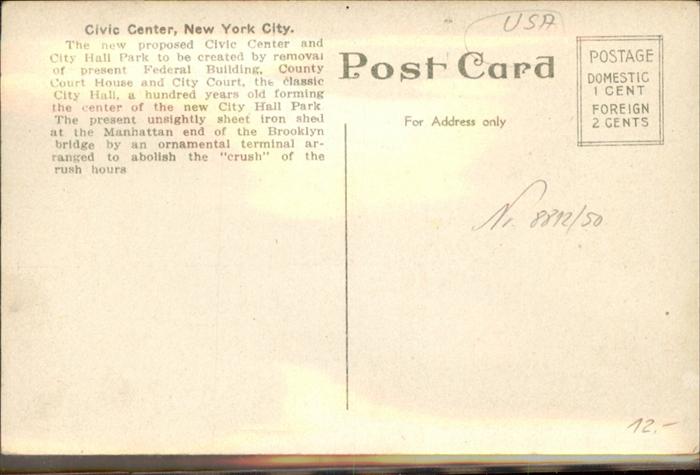 Civic Center, New York City.
The new proposed Civic Center and
City Hall Park to be created by removal
of present Federal Building, County
Court House and City Court, the classic
City Hall, a hundred years old forming
the center of the new City Hall Park
The present unsightly sheet iron shed
at the Manhattan end of the Brooklyn
bridge by an ornamental terminal ar-
ranged to abolish the "crush" of the
rush hours
USA
Post Card
For Address only
POSTAGE
DOMESTIC
1 CENT
FOREIGN
2 CENTS
Nr. 8812/50
12.-